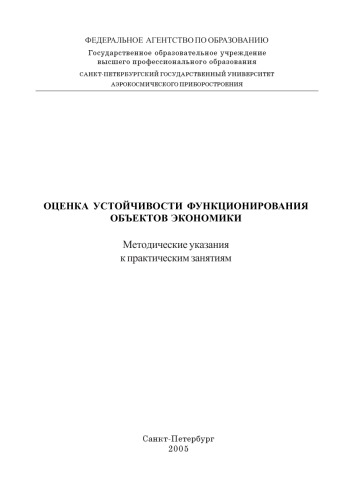 ФЕДЕРАЛЬНОЕ АГЕНТСТВО ПО ОБРАЗОВАНИЮ
Государственное образовательное учреждение
высшего профессионального образования
САНКТ-ПЕТЕРБУРГСКИЙ ГОСУДАРСТВЕННЫЙ УНИВЕРСИТЕТ
АЭРОКОСМИЧЕСКОГО ПРИБОРОСТРОЕНИЯ
ОЦЕНКА УСТОЙЧИВОСТИ ФУНКЦИОНИРОВАНИЯ
ОБЪЕКТОВ ЭКОНОМИКИ
Методические указания
к практическим занятиям
Санкт-Петербург
2005